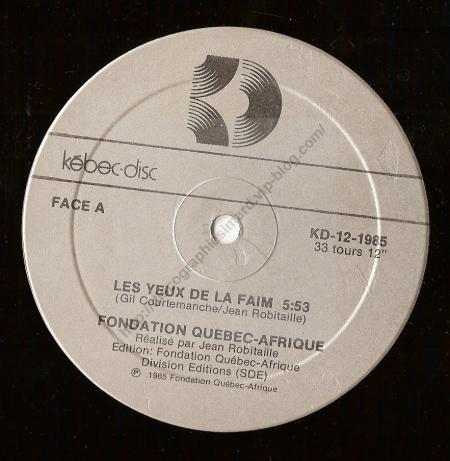 kébec-disc
FACE A
KD-12-1985
33 tours 12"
LES YEUX DE LA FAIM 5:53
(Gil Courtemanche/Jean Robitaille)
FONDATION QUEBEC-AFRIQUE
Réalisé par Jean Robitaille
Edition: Fondation Québec-Afrique
Division Editions (SDE)
℗ 1985 Fondation Québec-Afrique